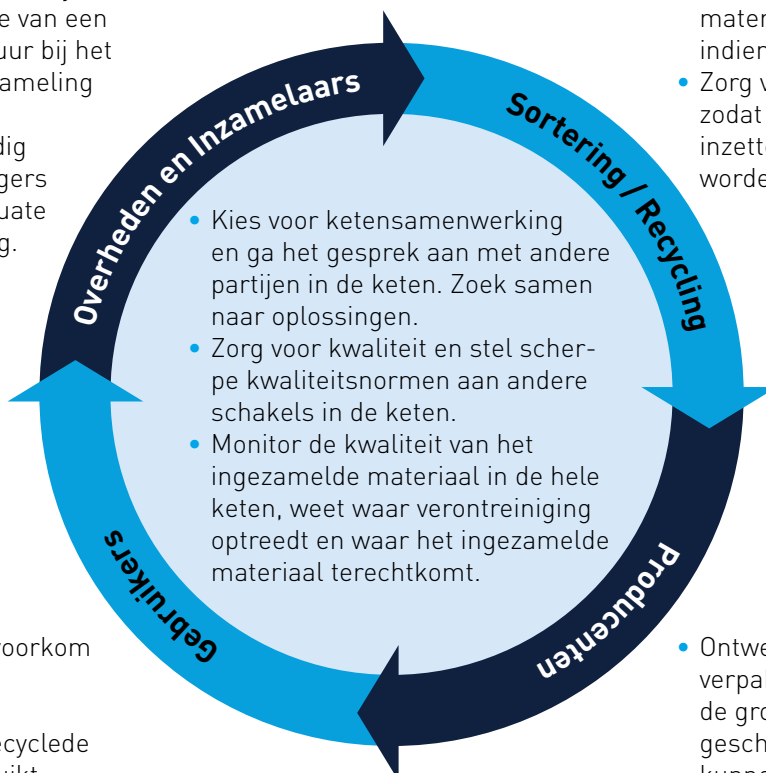 e van een
uur bij het
ameling
dig
gers
uate
g.
mater
indien
• Zorg v
zodat
inzette
worde
Overheden en Inzamelaars
Sortering / Recycling
• Kies voor ketensamenwerking
en ga het gesprek aan met andere
partijen in de keten. Zoek samen
naar oplossingen.
• Zorg voor kwaliteit en stel scher-
pe kwaliteitsnormen aan andere
schakels in de keten.
• Monitor de kwaliteit van het
ingezamelde materiaal in de hele
keten, weet waar verontreiniging
optreedt en waar het ingezamelde
materiaal terechtkomt.
Gebruikers
Producenten
voorkom
ecyclede
• Ontwe
verpa
de gro
gesch